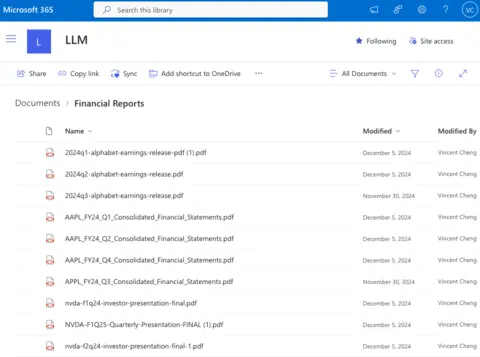 Microsoft 365
Search this library
?
VC
L
LLM
Following
Site access
Share
Copy link
Sync
Add shortcut to OneDrive
...
All Documents
Documents > Financial Reports
Name
Modified
Modified By
2024q1-alphabet-earnings-release-pdf (1).pdf
December 5, 2024
Vincent Cheng
2024q2-alphabet-earnings-release.pdf
December 5, 2024
Vincent Cheng
2024q3-alphabet-earnings-release.pdf
November 30, 2024
Vincent Cheng
AAPL_FY24_Q1_Consolidated_Financial_Statements.pdf
December 5, 2024
Vincent Cheng
AAPL_FY24_Q2_Consolidated_Financial_Statements.pdf
December 5, 2024
Vincent Cheng
AAPL_FY24_Q4_Consolidated_Financial_Statements.pdf
December 5, 2024
Vincent Cheng
APPL_FY24_Q3_Consolidated_Financial_Statements.pdf
November 30, 2024
Vincent Cheng
nvda-f1q24-investor-presentation-final.pdf
December 5, 2024
Vincent Cheng
NVDA-F1Q25-Quarterly-Presentation-FINAL (1).pdf
December 5, 2024
Vincent Cheng
nvda-f2q24-investor-presentation-final-1.pdf
December 5, 2024
Vincent Cheng